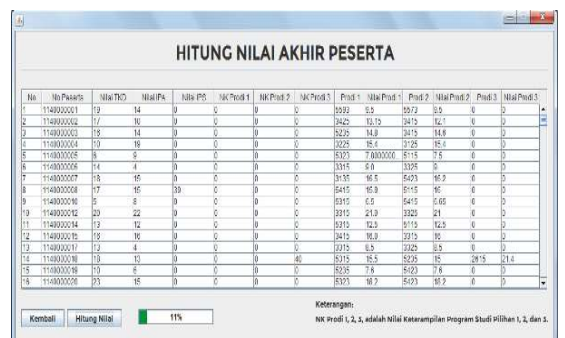 HITUNG NILAI AKHIR PESERTA
No No Peserta Nilai TKD Nilai IPA Nilai IPS NK Prodi 1 NK Prodi 2 NK Prodi 3 Prodi 1 Nilai Prodi 1 Prodi 2 Nilai Prodi 2 Prodi 3 Nilai Prodi 3
1 1140000001 19 14 0 0 0 0 5593 9.5 5573 9.5 0 0
2 1140000002 17 10 0 0 0 0 3425 13.15 3415 12.1 0 0
3 1140000003 16 14 0 0 0 0 5235 14.8 3415 14.6 0 0
4 1140000004 10 19 0 0 0 0 3225 15.4 3125 15.4 0 0
5 1140000005 6 9 0 0 0 0 5323 7.8000000 5115 7.5 0 0
6 1140000006 14 4 0 0 0 0 3315 9.0 3325 9 0 0
7 1140000007 18 15 0 0 0 0 3135 16.5 5423 16.2 0 0
8 1140000008 17 15 39 0 0 0 5415 15.8 5115 16 0 0
9 1140000010 5 8 0 0 0 0 5315 6.5 5415 6.65 0 0
10 1140000012 20 22 0 0 0 0 3315 21.0 3325 21 0 0
11 1140000014 13 12 0 0 0 0 5315 12.5 5115 12.5 0 0
12 1140000015 16 16 0 0 0 0 3415 16.0 3315 16 0 0
13 1140000017 13 4 0 0 0 0 3315 8.5 3325 8.5 0 0
14 1140000018 18 13 0 0 0 40 5315 15.5 5235 15 2615 21.4
15 1140000019 10 6 0 0 0 0 5235 7.6 5423 7.6 0 0
16 1140000020 23 15 0 0 0 0 5323 18.2 5423 18.2 0 0
Kembali Hitung Nilai 11%
Keterangan:
NK Prodi 1, 2, 3, adalah Nilai Keterampilan Program Studi Pilihan 1, 2, dan 3.